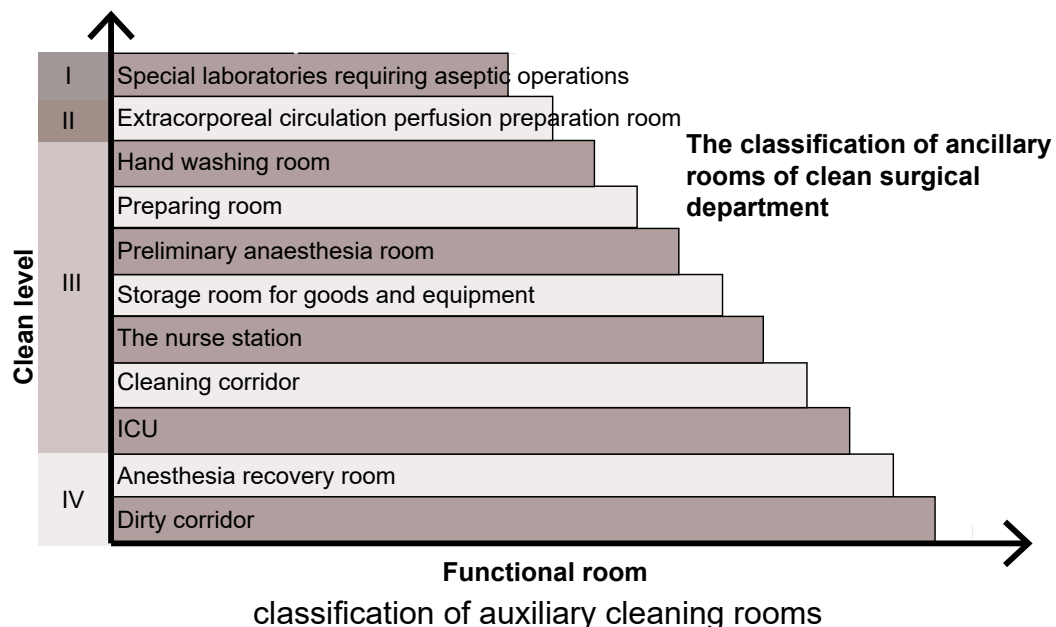 I
Special laboratories requiring aseptic operations
II
Extracorporeal circulation perfusion preparation room
The classification of ancillary
rooms of clean surgical
department
Hand washing room
Preparing room
Preliminary anaesthesia room
Clean level
III
Storage room for goods and equipment
The nurse station
Cleaning corridor
ICU
Anesthesia recovery room
IV
Dirty corridor
Functional room
classification of auxiliary cleaning rooms